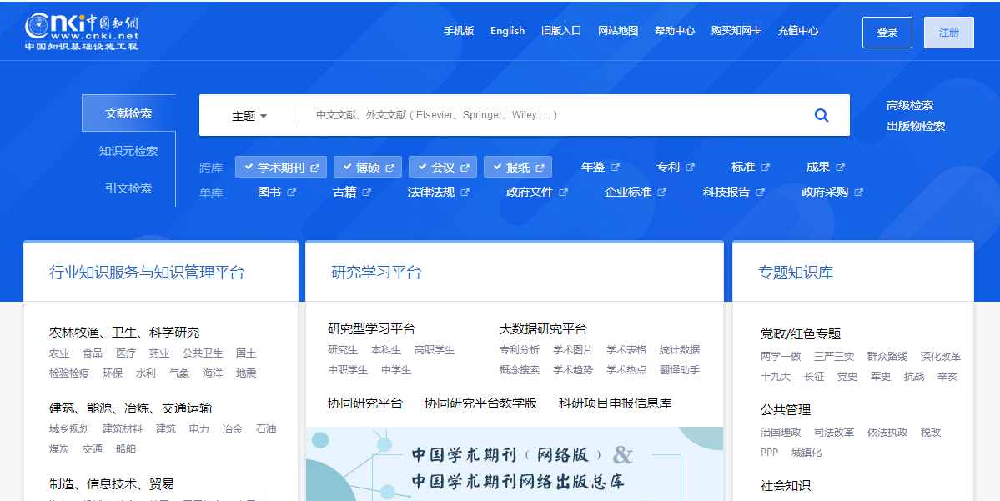 cnki中国知网
www.cnki.net
中国知识基础设施工程
手机版 English 旧版入口 网站地图 帮助中心 购买知网卡 充值中心 登录 注册
文献检索
知识元检索
引文检索
主题 中文文献、外文文献（Elsevier、Springer、Wiley......）
高级检索
出版物检索
跨库 学术期刊 博硕 会议 报纸 年鉴 专利 标准 成果
单库 图书 古籍 法律法规 政府文件 企业标准 科技报告 政府采购
行业知识服务与知识管理平台
农林牧渔、卫生、科学研究
农业 食品 医疗 药业 公共卫生 国土
检验检疫 环保 水利 气象 海洋 地震
建筑、能源、冶炼、交通运输
城乡规划 建筑材料 建筑 电力 冶金 石油
煤炭 交通 船舶
制造、信息技术、贸易
研究学习平台
研究型学习平台
研究生 本科生 高职学生
中职学生 中学生
大数据研究平台
专利分析 学术图片 学术表格 统计数据
概念搜索 学术趋势 学术热点 翻译助手
协同研究平台 协同研究平台教学版 科研项目申报信息库
中国学术期刊（网络版）&
中国学术期刊网络出版总库
专题知识库
党政/红色专题
两学一做 三严三实 群众路线 深化改革
十九大 长征 党史 军史 抗战 辛亥
公共管理
治国理政 司法改革 依法执政 税改
PPP 城镇化
社会知识